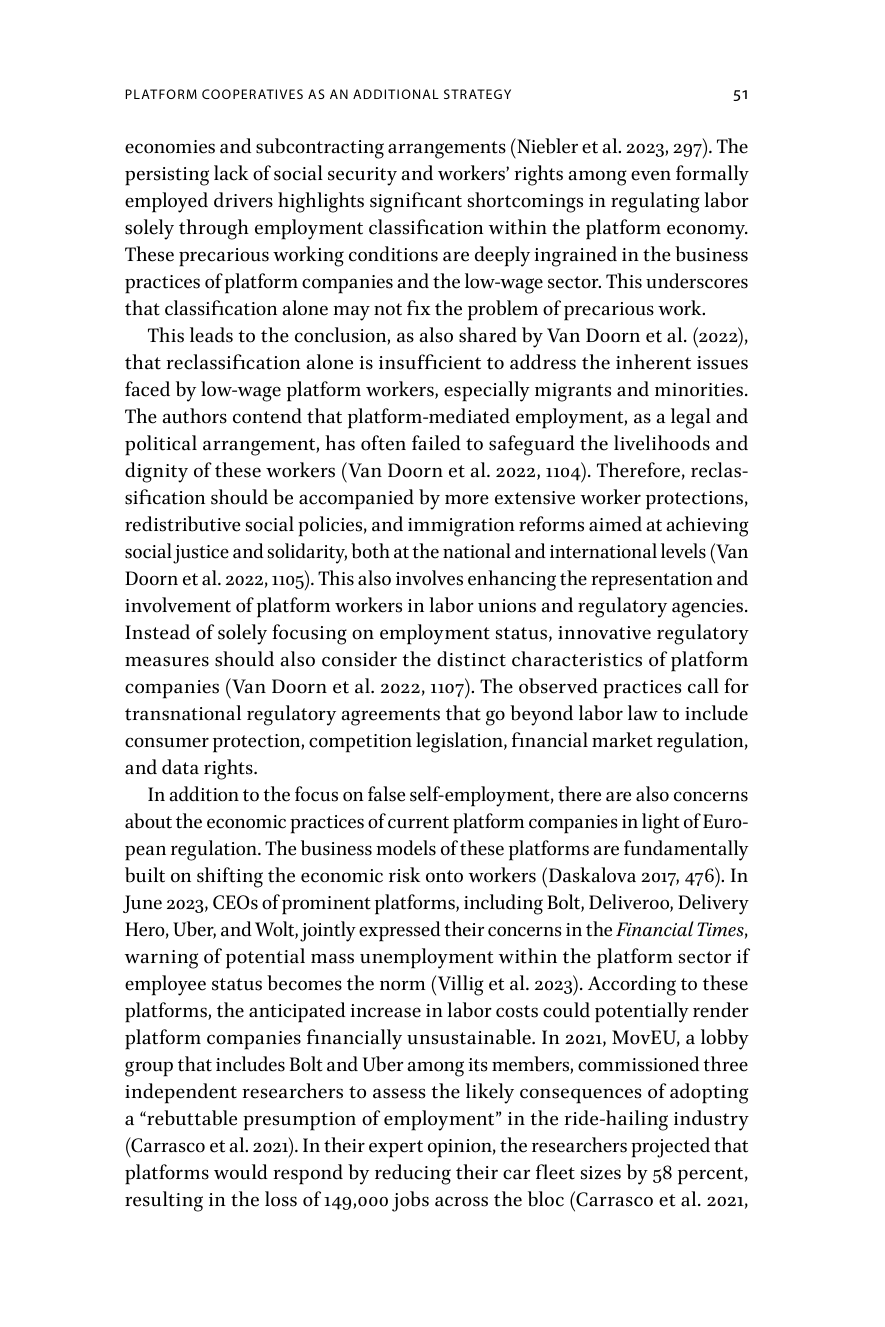 PLATFORM COOPERATIVES AS AN ADDITIONAL STRATEGY 51
economies and subcontracting arrangements (Niebler et al. 2023, 297). The
persisting lack of social security and workers’ rights among even formally
employed drivers highlights significant shortcomings in regulating labor
solely through employment classification within the platform economy.
These precarious working conditions are deeply ingrained in the business
practices of platform companies and the low-wage sector. This underscores
that classification alone may not fix the problem of precarious work.
This leads to the conclusion, as also shared by Van Doorn et al. (2022),
that reclassification alone is insufficient to address the inherent issues
faced by low-wage platform workers, especially migrants and minorities.
The authors contend that platform-mediated employment, as a legal and
political arrangement, has often failed to safeguard the livelihoods and
dignity of these workers (Van Doorn et al. 2022, 1104). Therefore, reclas-
sification should be accompanied by more extensive worker protections,
redistributive social policies, and immigration reforms aimed at achieving
social justice and solidarity, both at the national and international levels (Van
Doorn et al. 2022, 1105). This also involves enhancing the representation and
involvement of platform workers in labor unions and regulatory agencies.
Instead of solely focusing on employment status, innovative regulatory
measures should also consider the distinct characteristics of platform
companies (Van Doorn et al. 2022, 1107). The observed practices call for
transnational regulatory agreements that go beyond labor law to include
consumer protection, competition legislation, financial market regulation,
and data rights.
In addition to the focus on false self-employment, there are also concerns
about the economic practices of current platform companies in light of Euro-
pean regulation. The business models of these platforms are fundamentally
built on shifting the economic risk onto workers (Daskalova 2017, 476). In
June 2023, CEOs of prominent platforms, including Bolt, Deliveroo, Delivery
Hero, Uber, and Wolt, jointly expressed their concerns in the Financial Times,
warning of potential mass unemployment within the platform sector if
employee status becomes the norm (Villig et al. 2023). According to these
platforms, the anticipated increase in labor costs could potentially render
platform companies financially unsustainable. In 2021, MovEU, a lobby
group that includes Bolt and Uber among its members, commissioned three
independent researchers to assess the likely consequences of adopting
a “rebuttable presumption of employment” in the ride-hailing industry
(Carrasco et al. 2021). In their expert opinion, the researchers projected that
platforms would respond by reducing their car fleet sizes by 58 percent,
resulting in the loss of 149,000 jobs across the bloc (Carrasco et al. 2021,